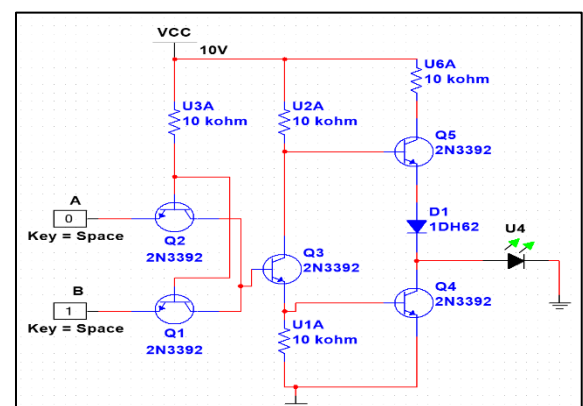 VCC
10V
U3A
10 kohm
U2A
10 kohm
U6A
10 kohm
Q5
2N3392
A
0
Key = Space
Q2
2N3392
D1
1DH62
U4
Q3
2N3392
Q4
2N3392
B
1
Key = Space
Q1
2N3392
U1A
10 kohm